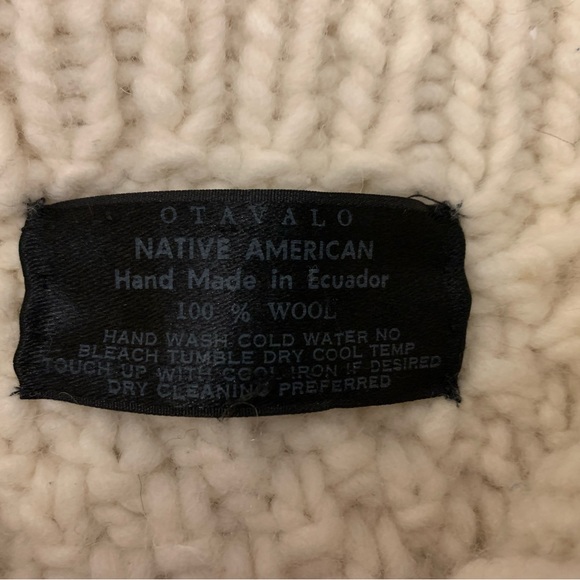 OTAVALO
NATIVE AMERICAN
Hand Made in Ecuador
100 % WOOL
HAND WASH COLD WATER NO
BLEACH TUMBLE DRY COOL TEMP
TOUCH UP WITH COOL IRON IF DESIRED
DRY CLEANING PREFERRED